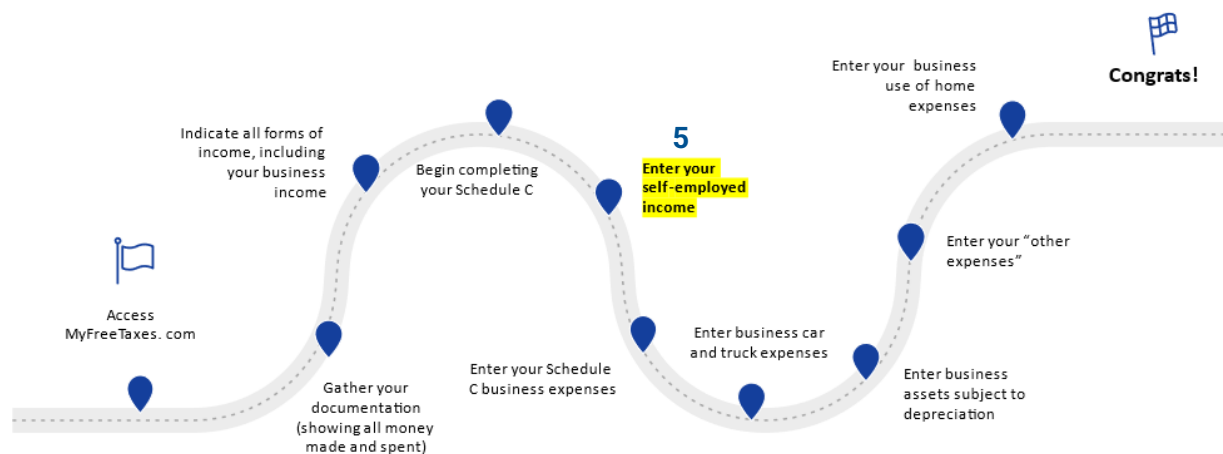 Access
MyFreeTaxes. com
Gather your
documentation
(showing all money
made and spent)
Indicate all forms of
income, including
your business
income
Begin completing
your Schedule C
5
Enter your
self-employed
income
Enter your Schedule
C business expenses
Enter business car
and truck expenses
Enter business
assets subject to
depreciation
Enter your “other
expenses”
Enter your business
use of home
expenses
Congrats!